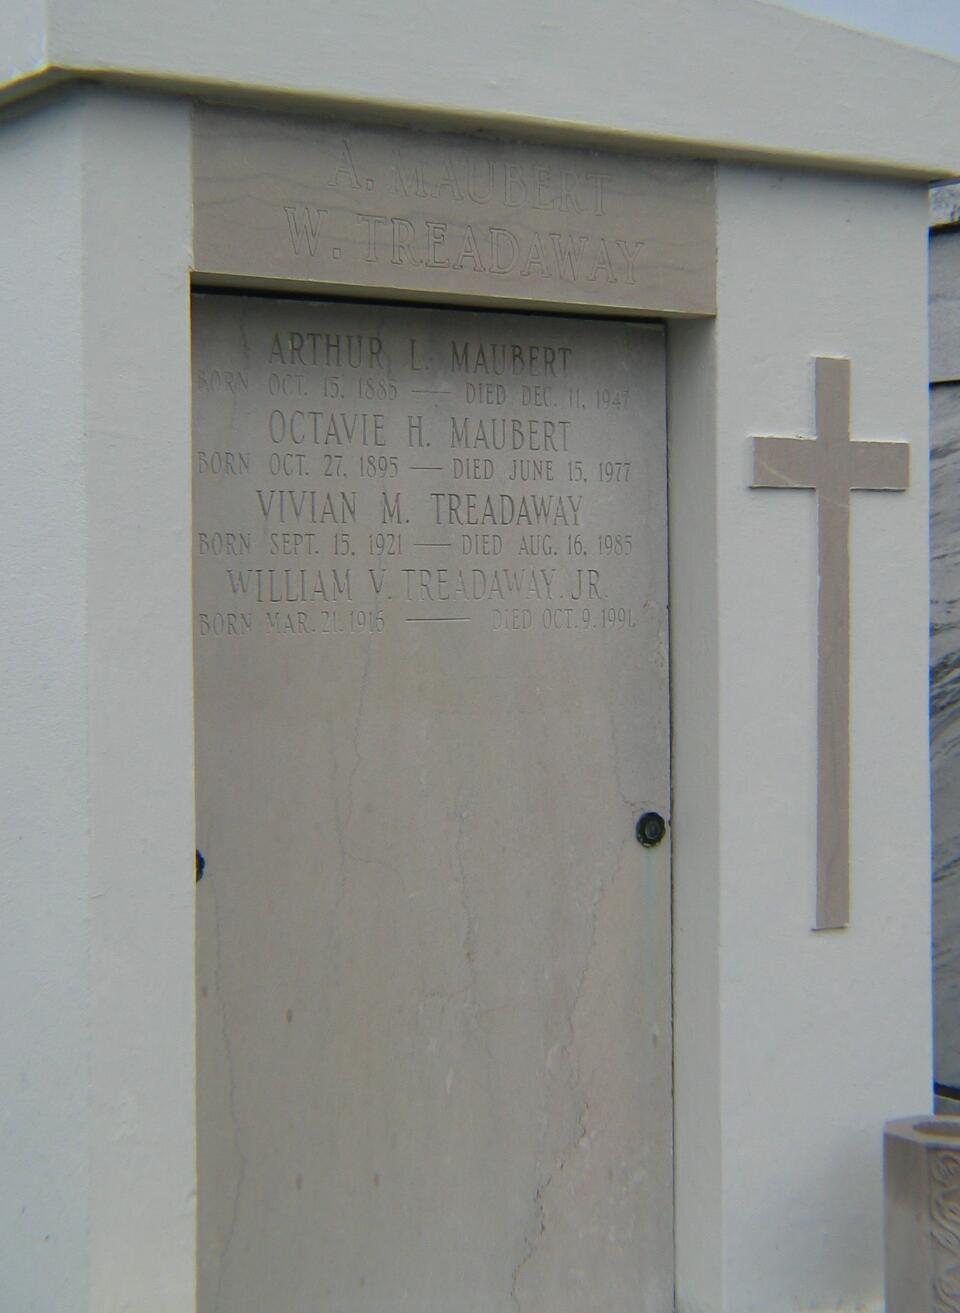 A. MAUBERT
W. TREADAWAY
ARTHUR L. MAUBERT
BORN OCT. 15, 1885 — DIED DEC. 11, 1947
OCTAVIE H. MAUBERT
BORN OCT. 27, 1895 — DIED JUNE 15, 1977
VIVIAN M. TREADAWAY
BORN SEPT. 15, 1921 — DIED AUG. 16, 1985
WILLIAM V. TREADAWAY. JR.
BORN MAR. 21. 1916 — DIED OCT. 9. 1991